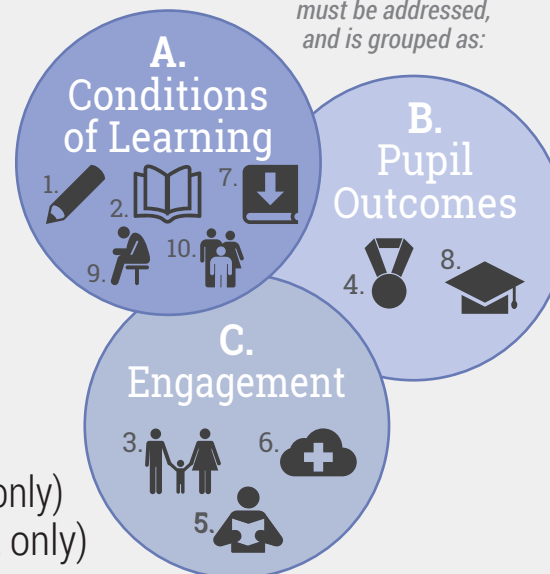 must be addressed,
and is grouped as:
A.
Conditions
of Learning
1.
2.
7.
9.
10.
B.
Pupil
Outcomes
4.
8.
C.
Engagement
3.
6.
5.
only)
only)